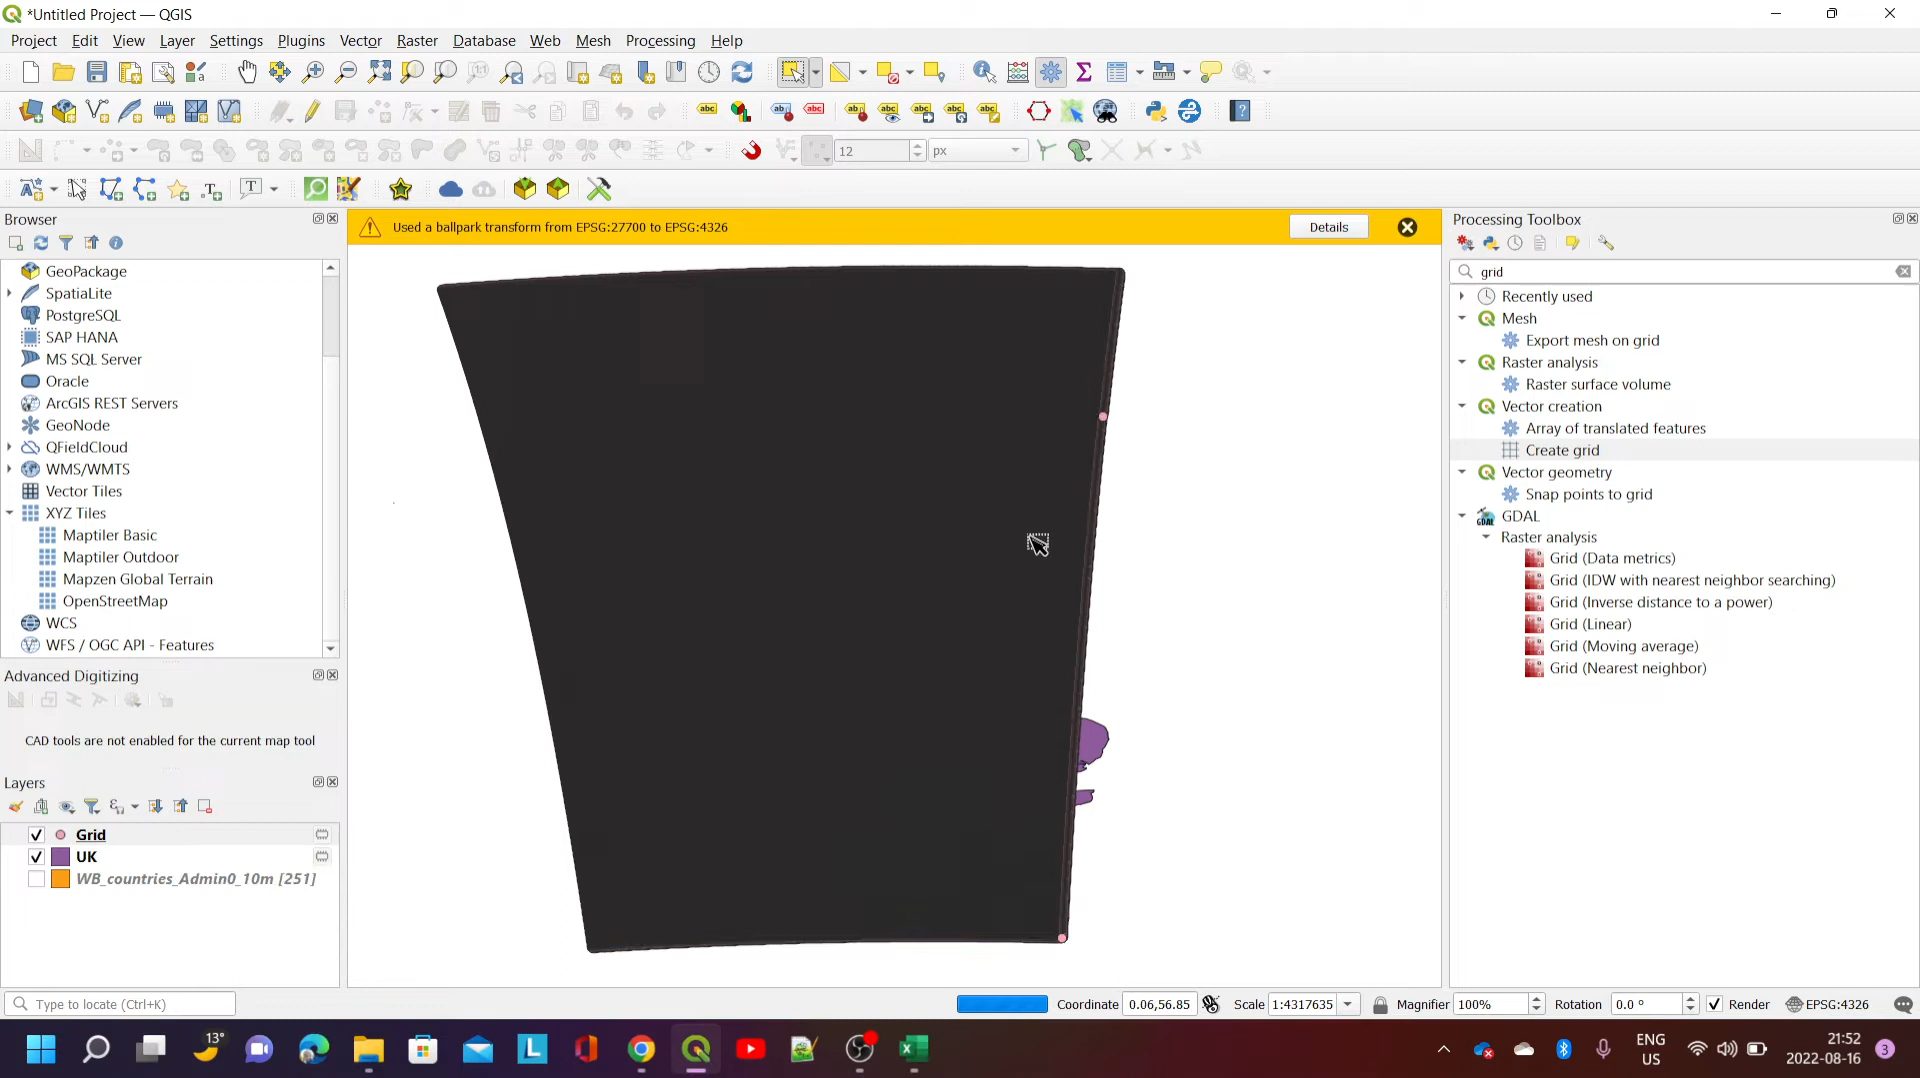 *Untitled Project — QGIS
Project Edit View Layer Settings Plugins Vector Raster Database Web Mesh Processing Help
12 px
Browser
GeoPackage
SpatiaLite
PostgreSQL
SAP HANA
MS SQL Server
Oracle
ArcGIS REST Servers
GeoNode
QFieldCloud
WMS/WMTS
Vector Tiles
XYZ Tiles
Maptiler Basic
Maptiler Outdoor
Mapzen Global Terrain
OpenStreetMap
WCS
WFS / OGC API - Features
Advanced Digitizing
CAD tools are not enabled for the current map tool
Layers
Grid
UK
WB_countries_Admin0_10m [251]
Used a ballpark transform from EPSG:27700 to EPSG:4326
Details
Processing Toolbox
grid
Recently used
Mesh
Export mesh on grid
Raster analysis
Raster surface volume
Vector creation
Array of translated features
Create grid
Vector geometry
Snap points to grid
GDAL
Raster analysis
Grid (Data metrics)
Grid (IDW with nearest neighbor searching)
Grid (Inverse distance to a power)
Grid (Linear)
Grid (Moving average)
Grid (Nearest neighbor)
Type to locate (Ctrl+K)
Coordinate 0.06,56.85 Scale 1:4317635 Magnifier 100% Rotation 0.0 ° Render EPSG:4326
13°
ENG
US
21:52
2022-08-16
3